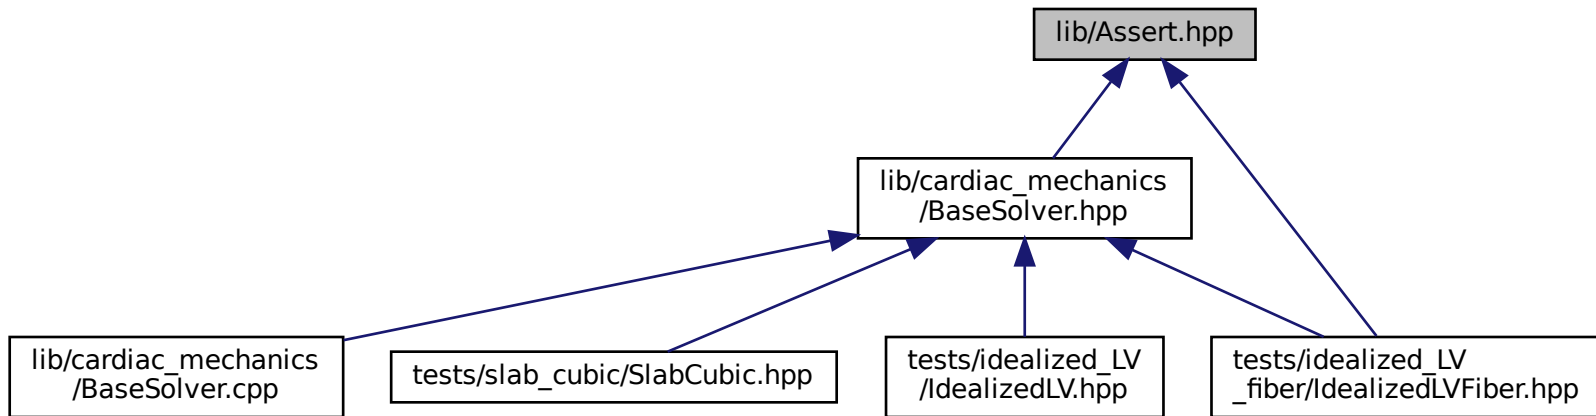 lib/Assert.hpp
lib/cardiac_mechanics
/BaseSolver.hpp
lib/cardiac_mechanics
/BaseSolver.cpp
tests/slab_cubic/SlabCubic.hpp
tests/idealized_LV
/IdealizedLV.hpp
tests/idealized_LV
_fiber/IdealizedLVFiber.hpp